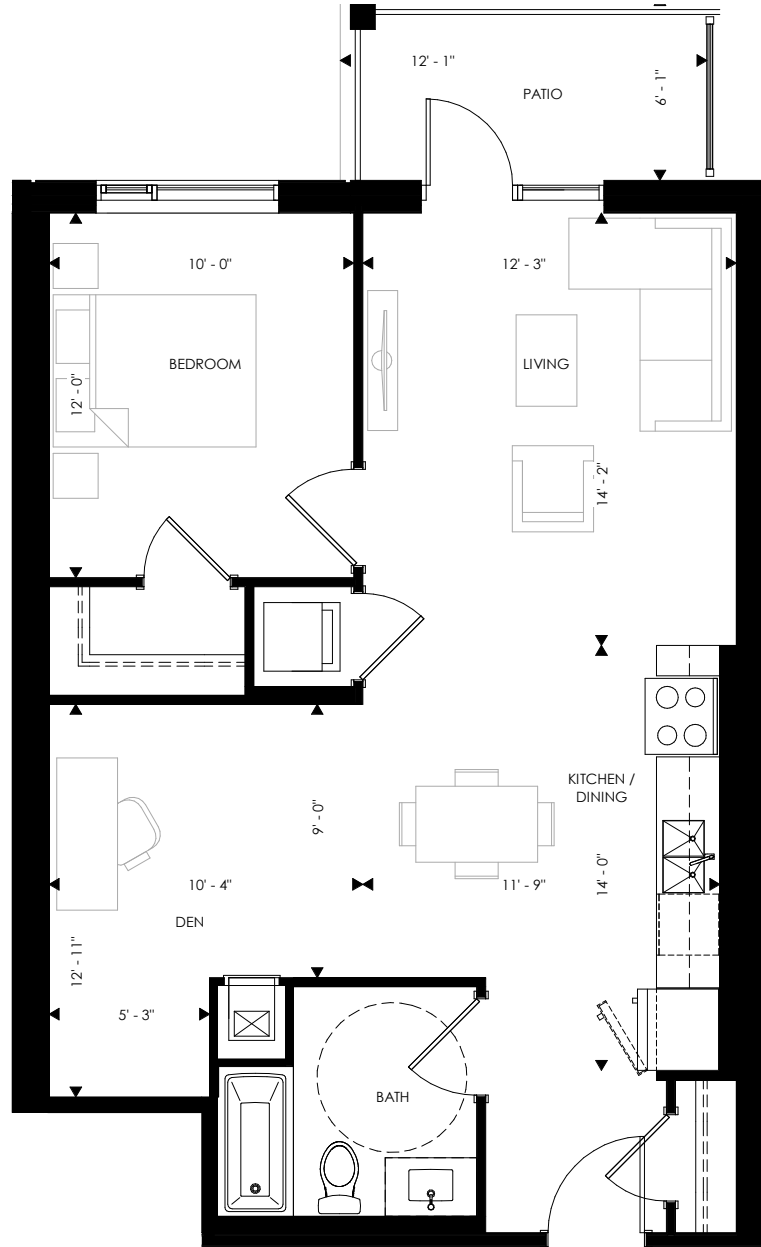 12' - 1"
PATIO
6' - 1"
10' - 0"
12' - 3"
BEDROOM
LIVING
12' - 0"
14' - 2"
KITCHEN /
DINING
9' - 0"
10' - 4"
11' - 9"
14' - 0"
DEN
12' - 11"
5' - 3"
BATH